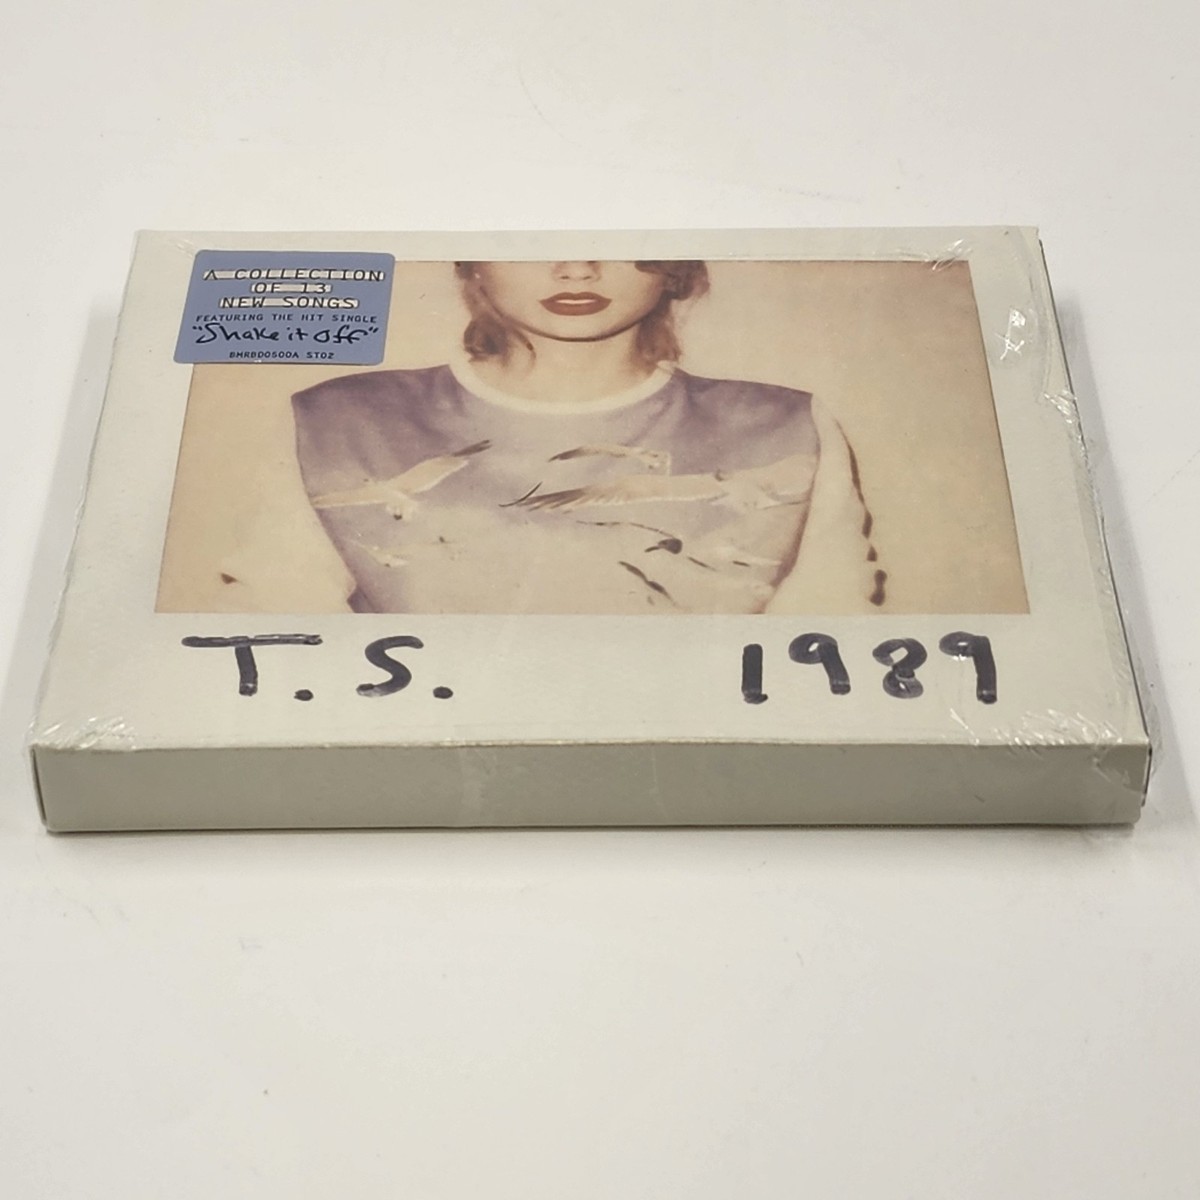 A COLLECTION
OF 13
NEW SONGS
FEATURING THE HIT SINGLE
"Shake it Off"
BMRBD0500A ST02
T.S. 1989